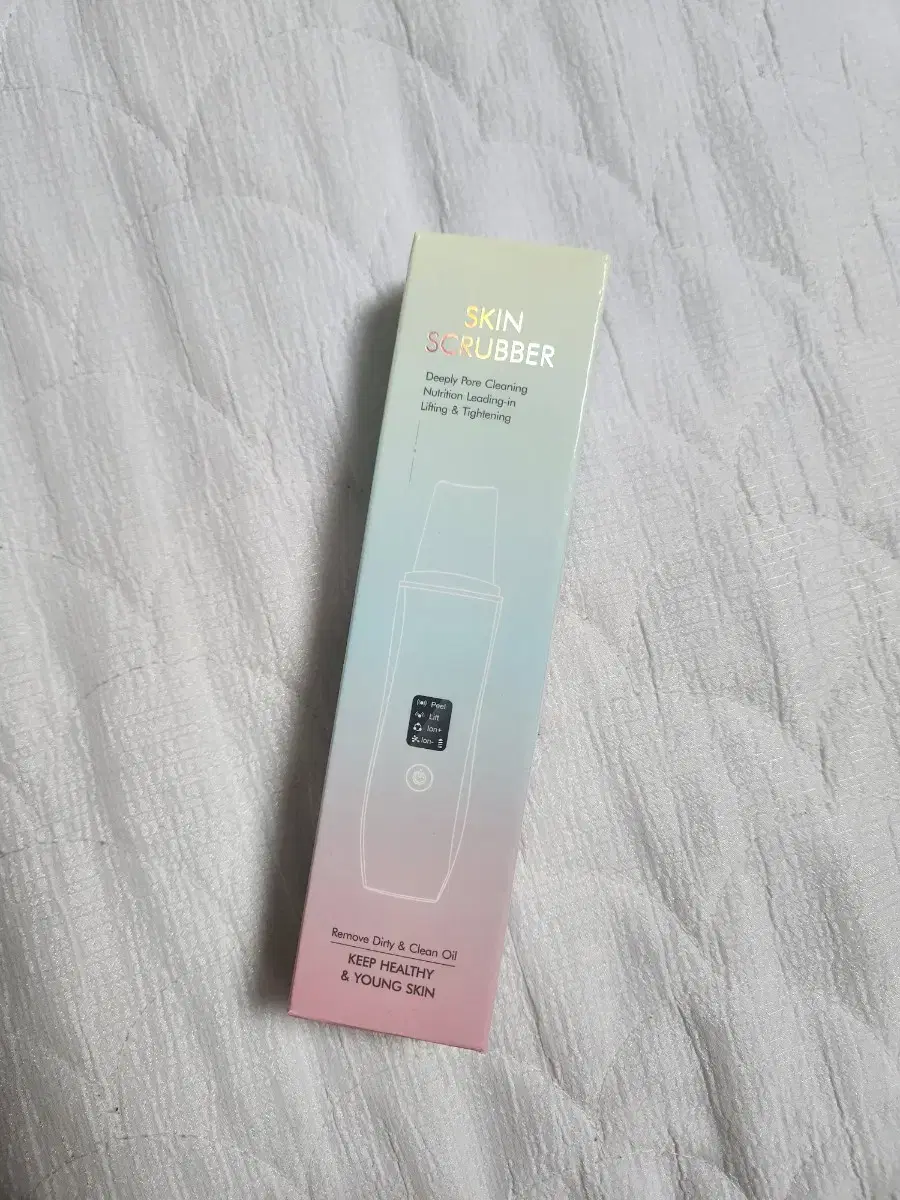 SKIN
SCRUBBER
Deeply Pore Cleaning
Nutrition Leading-in
Lifting & Tightening
Peel
Lift
Ion+
Ion-
Remove Dirty & Clean Oil
KEEP HEALTHY
& YOUNG SKIN